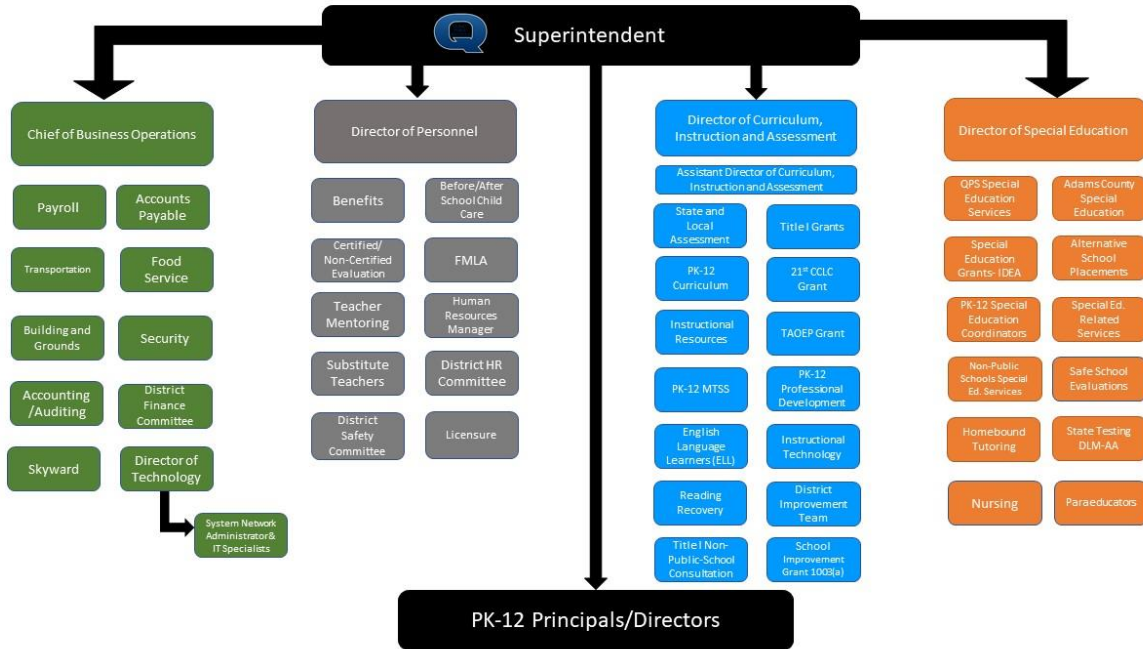 Q Superintendent
Chief of Business Operations
Payroll
Accounts
Payable
Transportation
Food
Service
Building and
Grounds
Security
Accounting
/Auditing
District
Finance
Committee
Skyward
Director of
Technology
System Network
Administrator &
IT Specialists
Director of Personnel
Benefits
Before/After
School Child
Care
Certified/
Non-Certified
Evaluation
FMLA
Teacher
Mentoring
Human
Resources
Manager
Substitute
Teachers
District HR
Committee
District
Safety
Committee
Licensure
Director of Curriculum,
Instruction and Assessment
Assistant Director of Curriculum,
Instruction and Assessment
State and
Local
Assessment
Title I Grants
PK-12
Curriculum
21st CCLC
Grant
Instructional
Resources
TAOEP Grant
PK-12 MTSS
PK-12
Professional
Development
English
Language
Learners (ELL)
Instructional
Technology
Reading
Recovery
District
Improvement
Team
Title I Non-
Public-School
Consultation
School
Improvement
Grant 1003(a)
Director of Special Education
QPS Special
Education
Services
Adams County
Special
Education
Special
Education
Grants- IDEA
Alternative
School
Placements
PK-12 Special
Education
Coordinators
Special Ed.
Related
Services
Non-Public
Schools Special
Ed. Services
Safe School
Evaluations
Homebound
Tutoring
State Testing
DLM-AA
Nursing
Paraeducators
PK-12 Principals/Directors